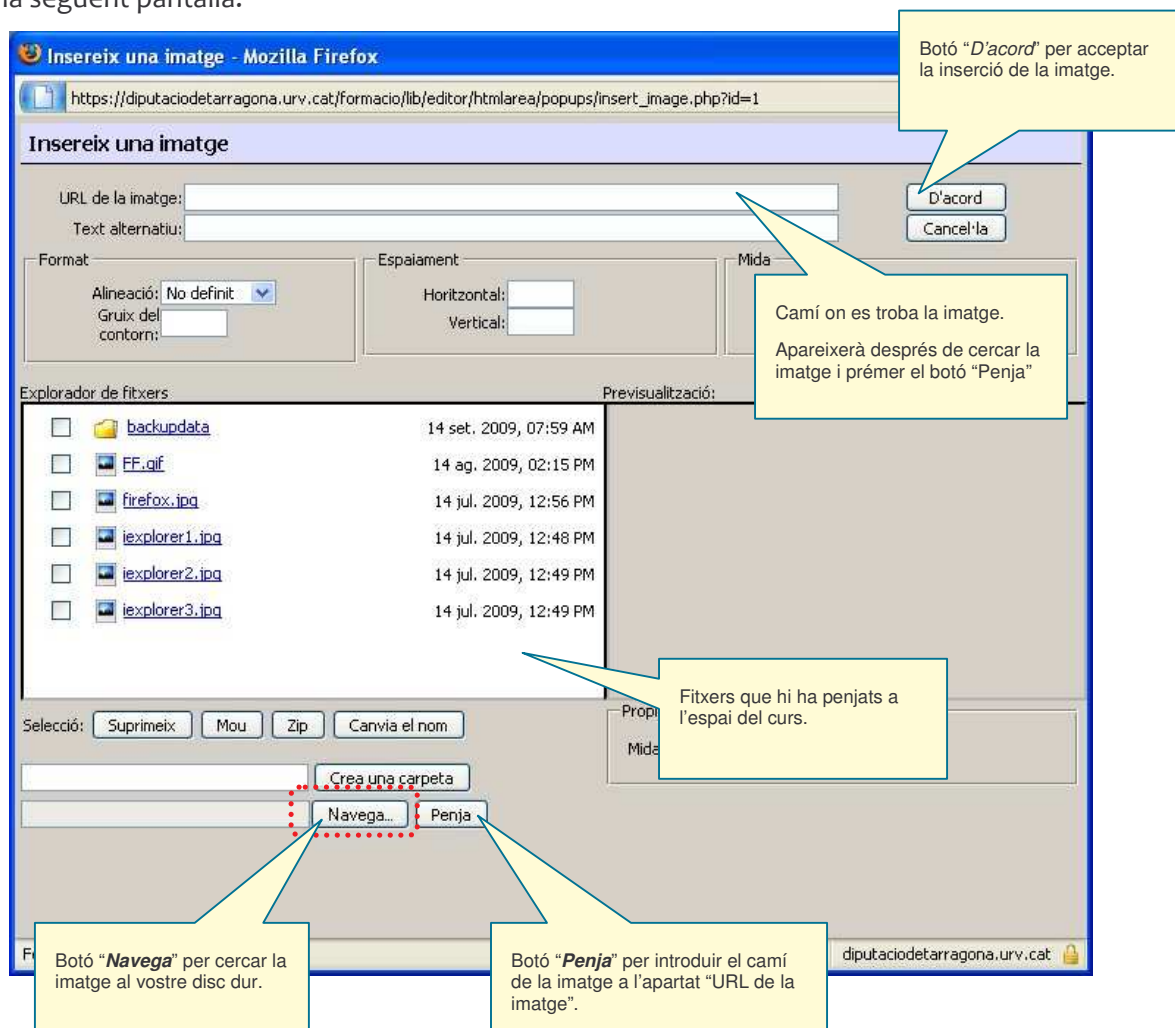 la següent pantalla.
Insereix una imatge - Mozilla Firefox
Botó “D’acord” per acceptar
la inserció de la imatge.
https://diputaciodetarragona.urv.cat/formacio/lib/editor/htmlarea/popups/insert_image.php?id=1
Insereix una imatge
URL de la imatge:
D'acord
Text alternatiu:
Cancel·la
Format
Espaiament
Mida
Alineació: No definit
Horitzontal:
Gruix del
contorn:
Vertical:
Camí on es troba la imatge.
Apareixerà després de cercar la
imatge i prémer el botó “Penja”
Explorador de fitxers
Previsualització:
backupdata 14 set. 2009, 07:59 AM
FF.gif 14 ag. 2009, 02:15 PM
firefox.jpg 14 jul. 2009, 12:56 PM
iexplorer1.jpg 14 jul. 2009, 12:48 PM
iexplorer2.jpg 14 jul. 2009, 12:49 PM
iexplorer3.jpg 14 jul. 2009, 12:49 PM
Fitxers que hi ha penjats a
l’espai del curs.
Selecció: Suprimeix Mou Zip Canvia el nom
Mida
Crea una carpeta
Navega... Penja
Botó “Navega” per cercar la
imatge al vostre disc dur.
Botó “Penja” per introduir el camí
de la imatge a l’apartat “URL de la
imatge”.
diputaciodetarragona.urv.cat